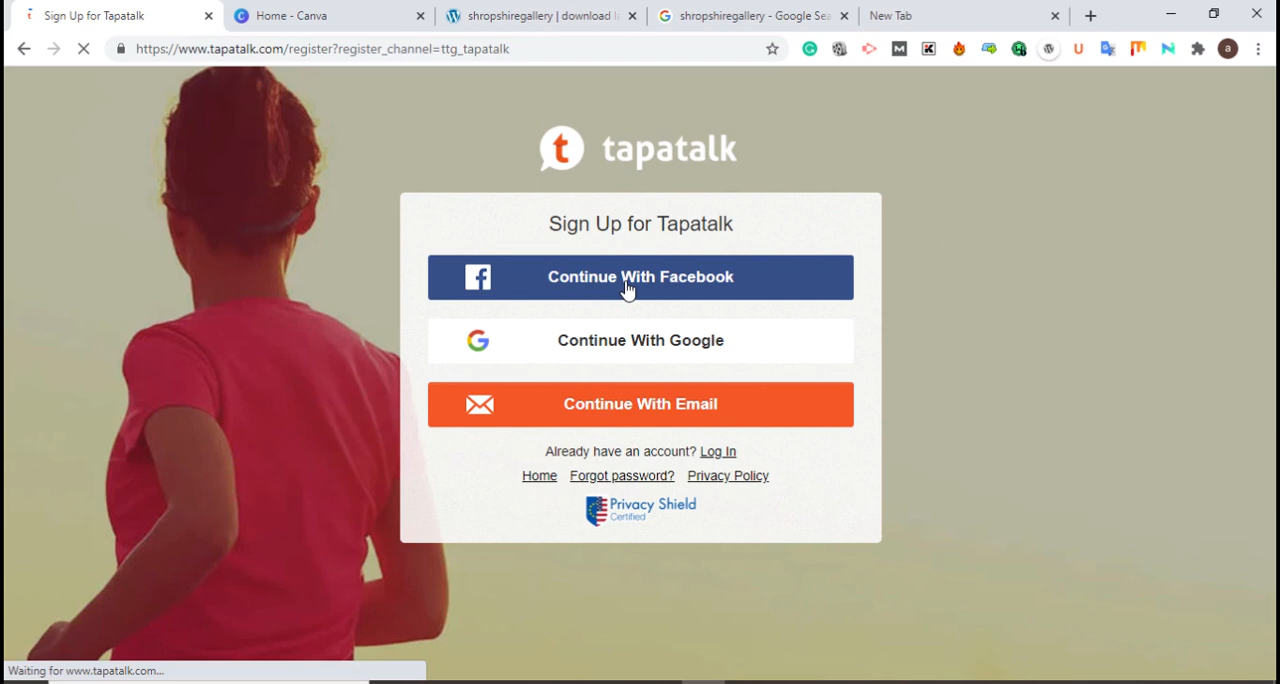 Sign Up for Tapatalk
Home - Canva
shropshiregallery | download l
shropshiregallery - Google Sea
New Tab
https://www.tapatalk.com/register?register_channel=ttg_tapatalk
a
tapatalk
Sign Up for Tapatalk
Continue With Facebook
Continue With Google
Continue With Email
Already have an account? Log In
Home Forgot password? Privacy Policy
Privacy Shield
Certified
Waiting for www.tapatalk.com...